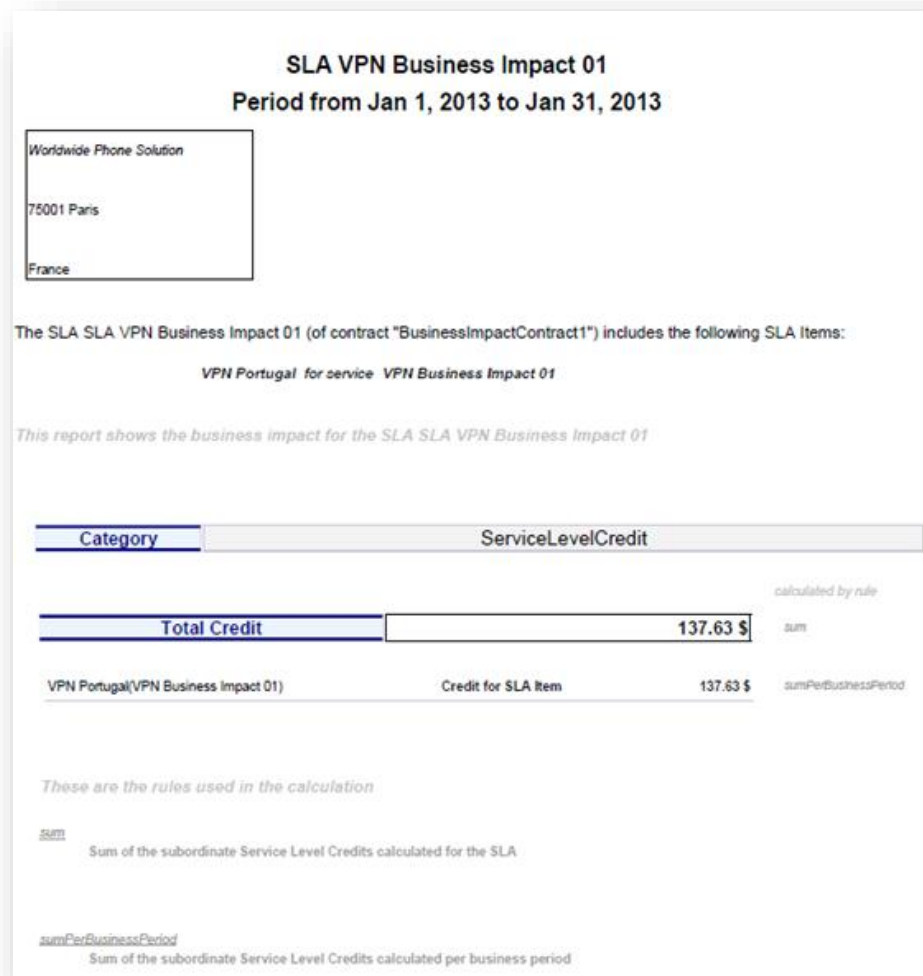 SLA VPN Business Impact 01
Period from Jan 1, 2013 to Jan 31, 2013
Worldwide Phone Solution
75001 Paris
France
The SLA SLA VPN Business Impact 01 (of contract "BusinessImpactContract1") includes the following SLA Items:
VPN Portugal for service VPN Business Impact 01
This report shows the business impact for the SLA SLA VPN Business Impact 01
Category ServiceLevelCredit
calculated by rule
Total Credit 137.63 $ sum
VPN Portugal(VPN Business Impact 01) Credit for SLA Item 137.63 $ sumPerBusinessPeriod
These are the rules used in the calculation
sum
Sum of the subordinate Service Level Credits calculated for the SLA
sumPerBusinessPeriod
Sum of the subordinate Service Level Credits calculated per business period